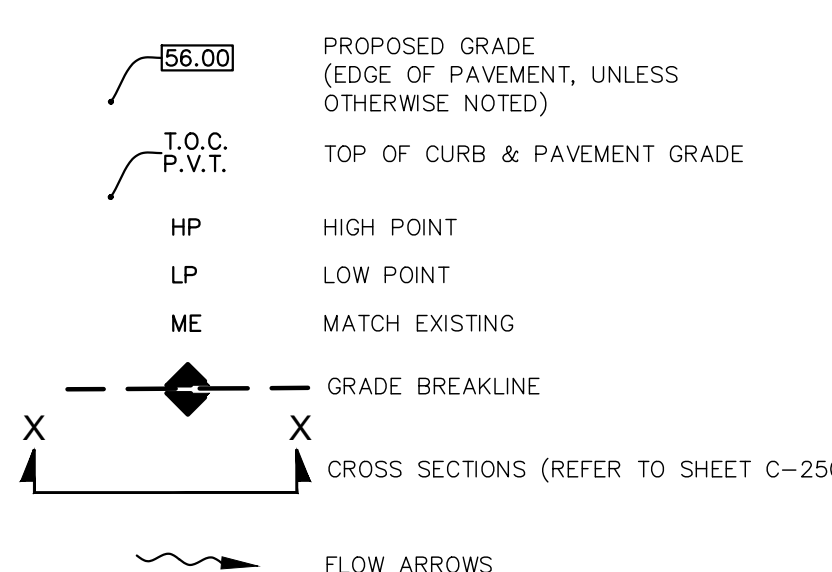 56.00 PROPOSED GRADE
(EDGE OF PAVEMENT, UNLESS
OTHERWISE NOTED)
T.O.C.
P.V.T.
TOP OF CURB & PAVEMENT GRADE
HP HIGH POINT
LP LOW POINT
ME MATCH EXISTING
GRADE BREAKLINE
X X
CROSS SECTIONS (REFER TO SHEET
FLOW ARROWS